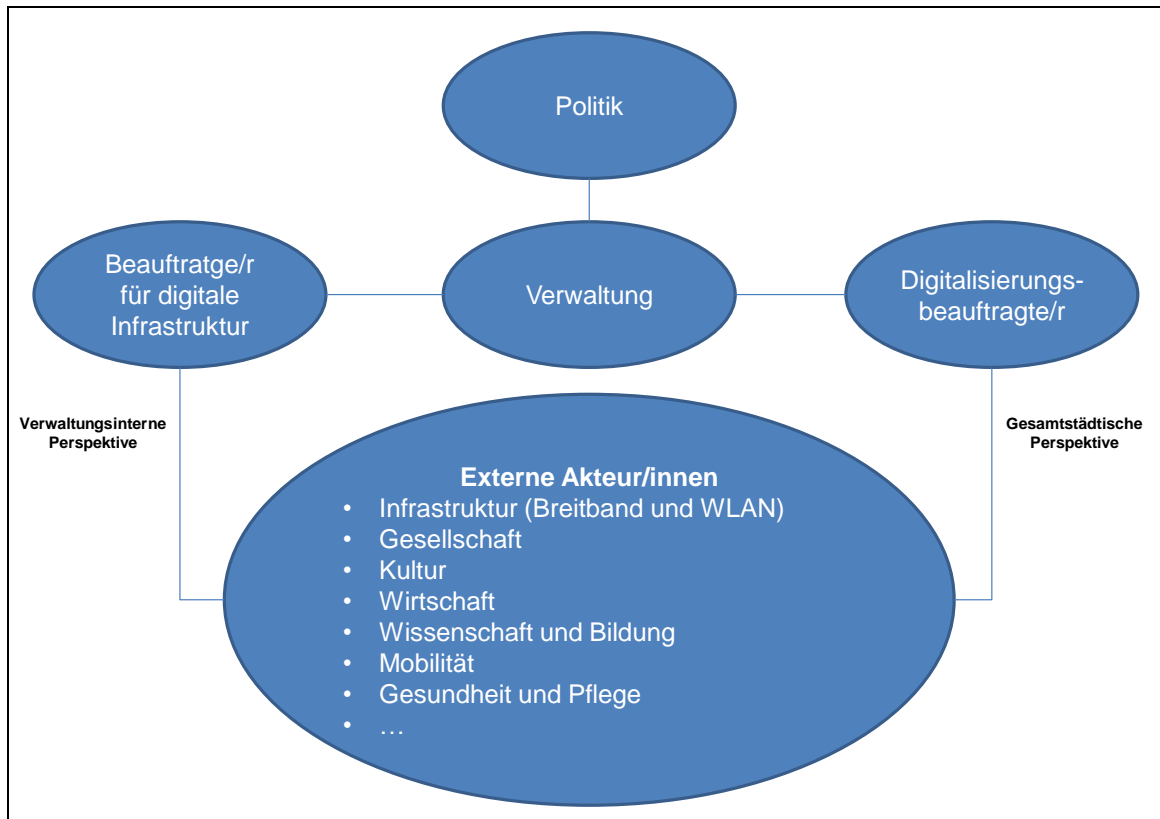 Politik
Beauftratge/r
für digitale
Infrastruktur
Verwaltung
Digitalisierungs-
beauftragte/r
Verwaltungsinterne
Perspektive
Gesamtstädtische
Perspektive
Externe Akteur/innen
• Infrastruktur (Breitband und WLAN)
• Gesellschaft
• Kultur
• Wirtschaft
• Wissenschaft und Bildung
• Mobilität
• Gesundheit und Pflege
• …